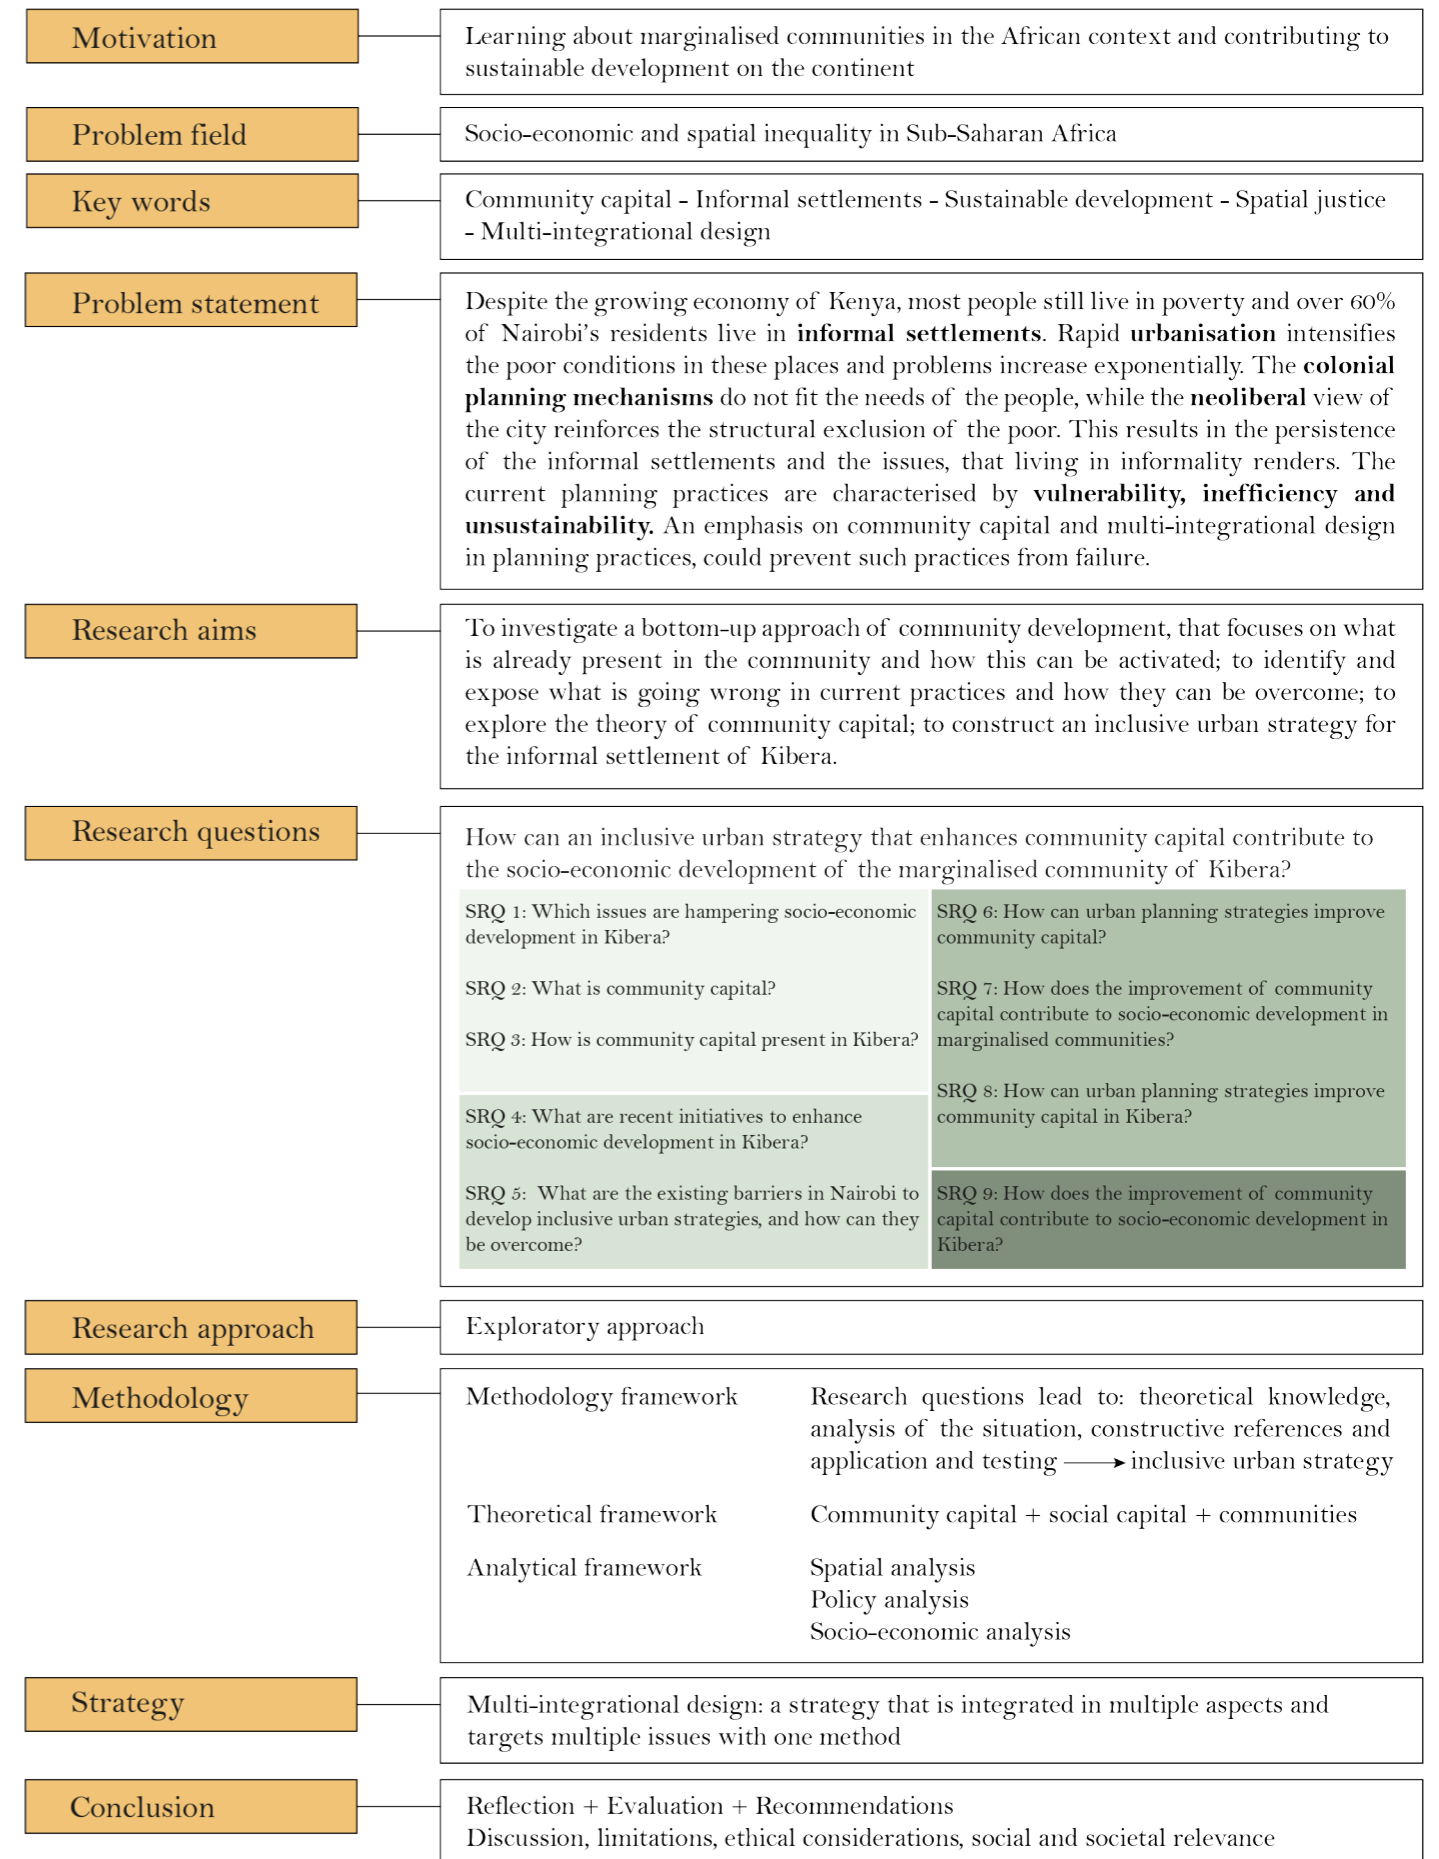 Motivation
Learning about marginalised communities in the African context and contributing to
sustainable development on the continent
Problem field
Socio-economic and spatial inequality in Sub-Saharan Africa
Key words
Community capital - Informal settlements - Sustainable development - Spatial justice
- Multi-integrational design
Problem statement
Despite the growing economy of Kenya, most people still live in poverty and over 60%
of Nairobi's residents live in informal settlements. Rapid urbanisation intensifies
the poor conditions in these places and problems increase exponentially. The colonial
planning mechanisms do not fit the needs of the people, while the neoliberal view of
the city reinforces the structural exclusion of the poor. This results in the persistence
of the informal settlements and the issues, that living in informality renders. The
current planning practices are characterised by vulnerability, inefficiency and
unsustainability. An emphasis on community capital and multi-integrational design
in planning practices, could prevent such practices from failure.
Research aims
To investigate a bottom-up approach of community development, that focuses on what
is already present in the community and how this can be activated; to identify and
expose what is going wrong in current practices and how they can be overcome; to
explore the theory of community capital; to construct an inclusive urban strategy for
the informal settlement of Kibera.
Research questions
How can an inclusive urban strategy that enhances community capital contribute to
the socio-economic development of the marginalised community of Kibera?
SRQ 1: Which issues are hampering socio-economic
development in Kibera?
SRQ 2: What is community capital?
SRQ 3: How is community capital present in Kibera?
SRQ 4: What are recent initiatives to enhance
socio-economic development in Kibera?
SRQ 5: What are the existing barriers in Nairobi to
develop inclusive urban strategies, and how can they
be overcome?
SRQ 6: How can urban planning strategies improve
community capital?
SRQ 7: How does the improvement of community
capital contribute to socio-economic development in
marginalised communities?
SRQ 8: How can urban planning strategies improve
community capital in Kibera?
SRQ 9: How does the improvement of community
capital contribute to socio-economic development in
Kibera?
Research approach
Exploratory approach
Methodology
Methodology framework
Research questions lead to: theoretical knowledge,
analysis of the situation, constructive references and
application and testing → inclusive urban strategy
Theoretical framework
Community capital + social capital + communities
Analytical framework
Spatial analysis
Policy analysis
Socio-economic analysis
Strategy
Multi-integrational design: a strategy that is integrated in multiple aspects and
targets multiple issues with one method
Conclusion
Reflection + Evaluation + Recommendations
Discussion, limitations, ethical considerations, social and societal relevance